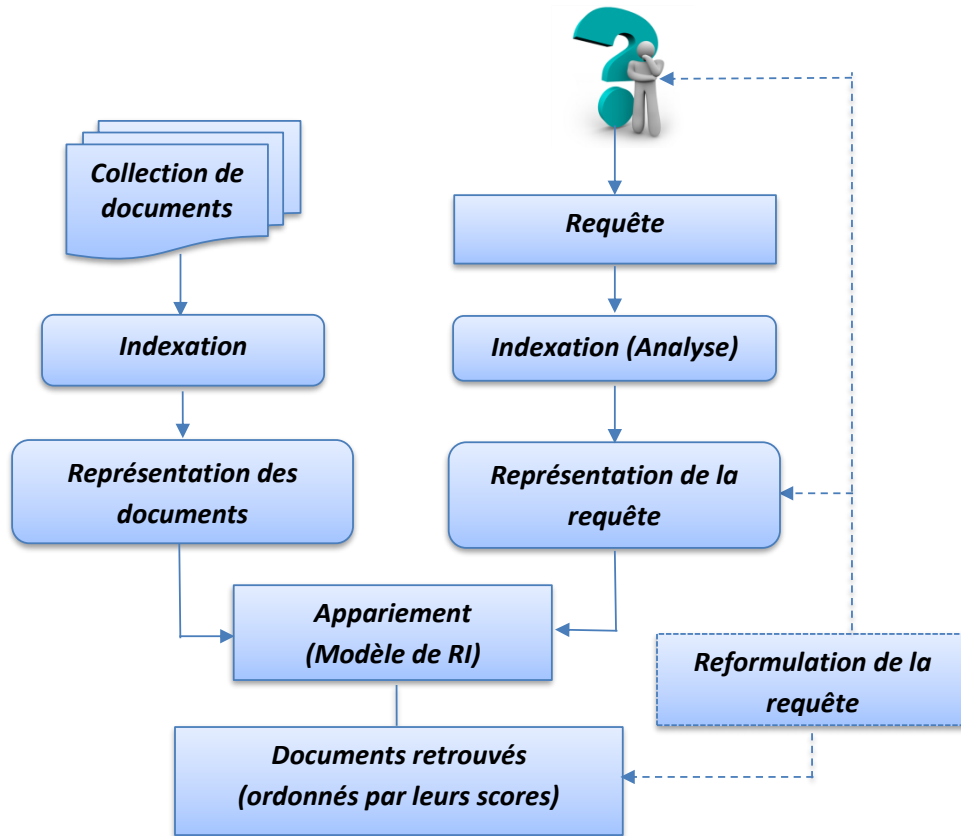 Collection de
documents
Requête
Indexation
Indexation (Analyse)
Représentation des
documents
Représentation de la
requête
Appariement
(Modèle de RI)
Reformulation de la
requête
Documents retrouvés
(ordonnés par leurs scores)